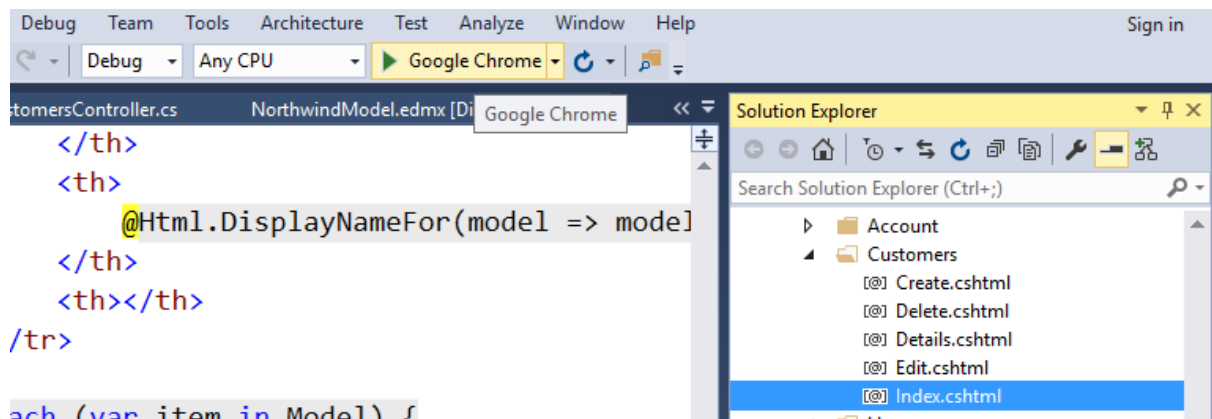 Debug Team Tools Architecture Test Analyze Window Help Sign in
Debug Any CPU Google Chrome
stomersController.cs NorthwindModel.edmx [Di Google Chrome
Solution Explorer
</th>
<th>
Search Solution Explorer (Ctrl+;)
@Html.DisplayNameFor(model => model
Account
</th>
Customers
[@] Create.cshtml
<th></th>
[@] Delete.cshtml
/tr>
[@] Details.cshtml
[@] Edit.cshtml
[@] Index.cshtml
ach (var item in Model) {